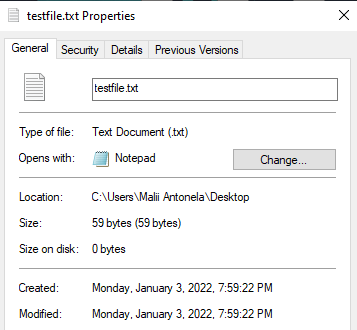 testfile.txt Properties
General Security Details Previous Versions
testfile.txt
Type of file: Text Document (.txt)
Opens with: Notepad Change...
Location: C:\Users\Malii Antonela\Desktop
Size: 59 bytes (59 bytes)
Size on disk: 0 bytes
Created: Monday, January 3, 2022, 7:59:22 PM
Modified: Monday, January 3, 2022, 7:59:22 PM